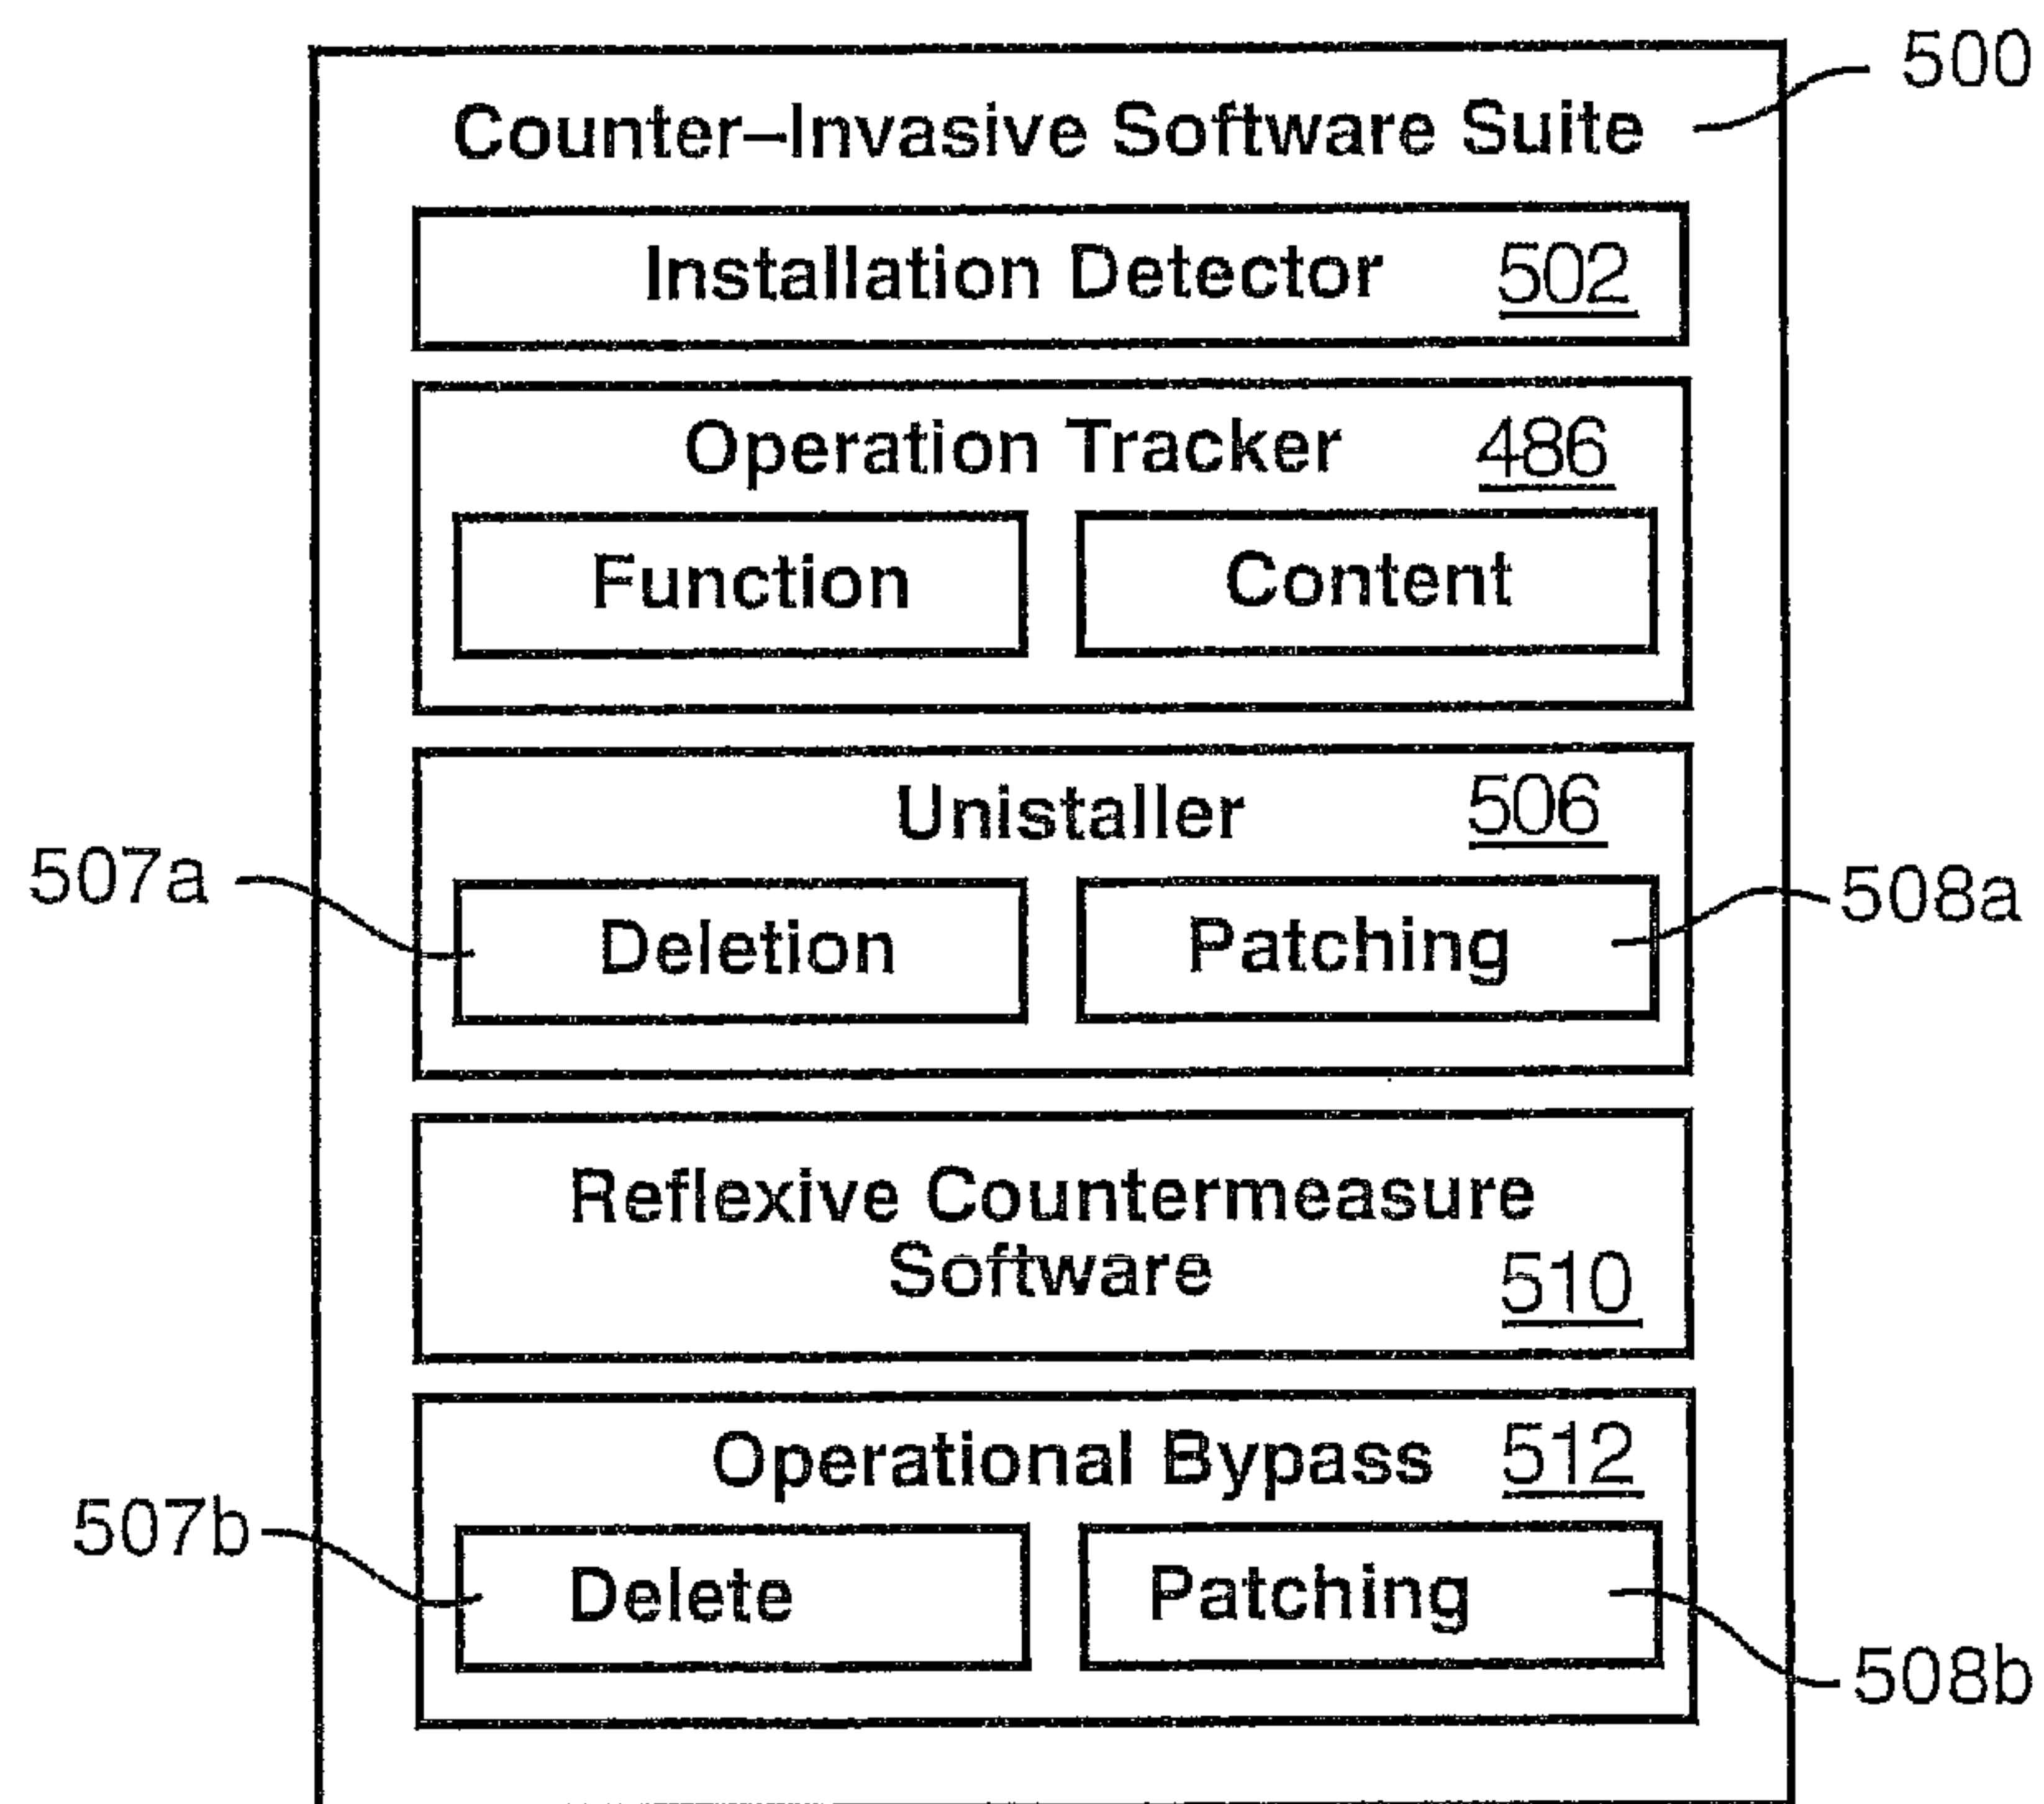 500
Counter-Invasive Software Suite
Installation Detector 502
Operation Tracker 486
Function Content
Unistaller 506
507a
508a
Deletion Patching
Reflexive Countermeasure
Software 510
Operational Bypass 512
507b
Delete Patching
508b